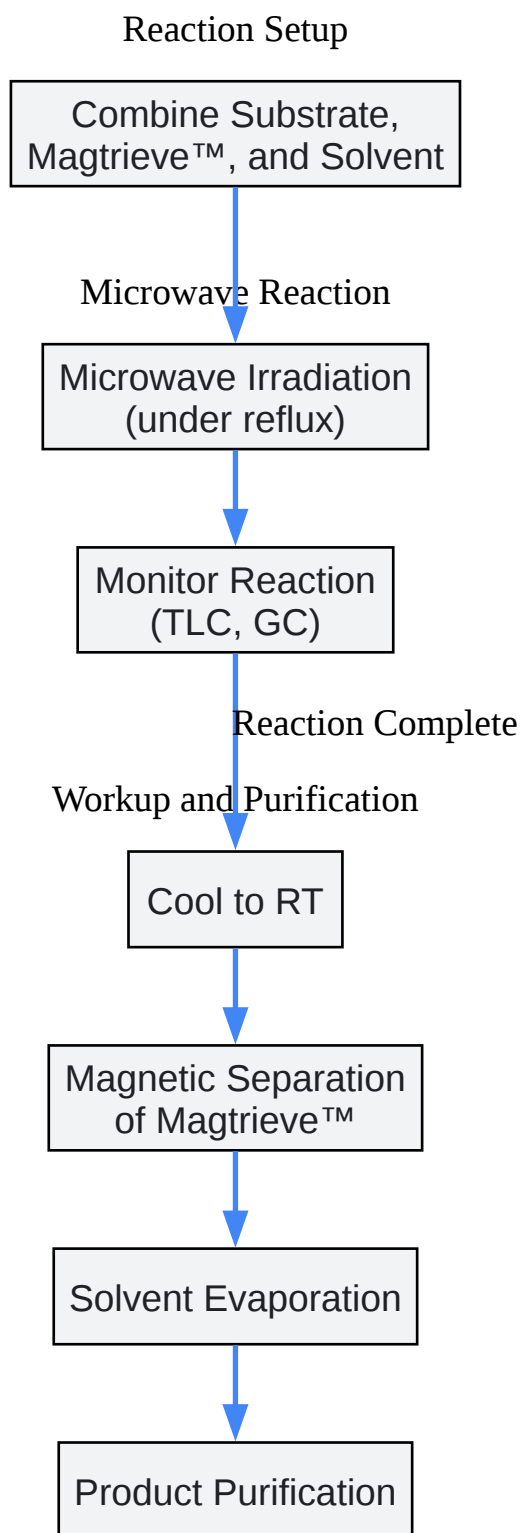 Reaction Setup
Combine Substrate,
Magtrieve™, and Solvent
Microwave Reaction
Microwave Irradiation
(under reflux)
Monitor Reaction
(TLC, GC)
Reaction Complete
Workup and Purification
Cool to RT
Magnetic Separation
of Magtrieve™
Solvent Evaporation
Product Purification